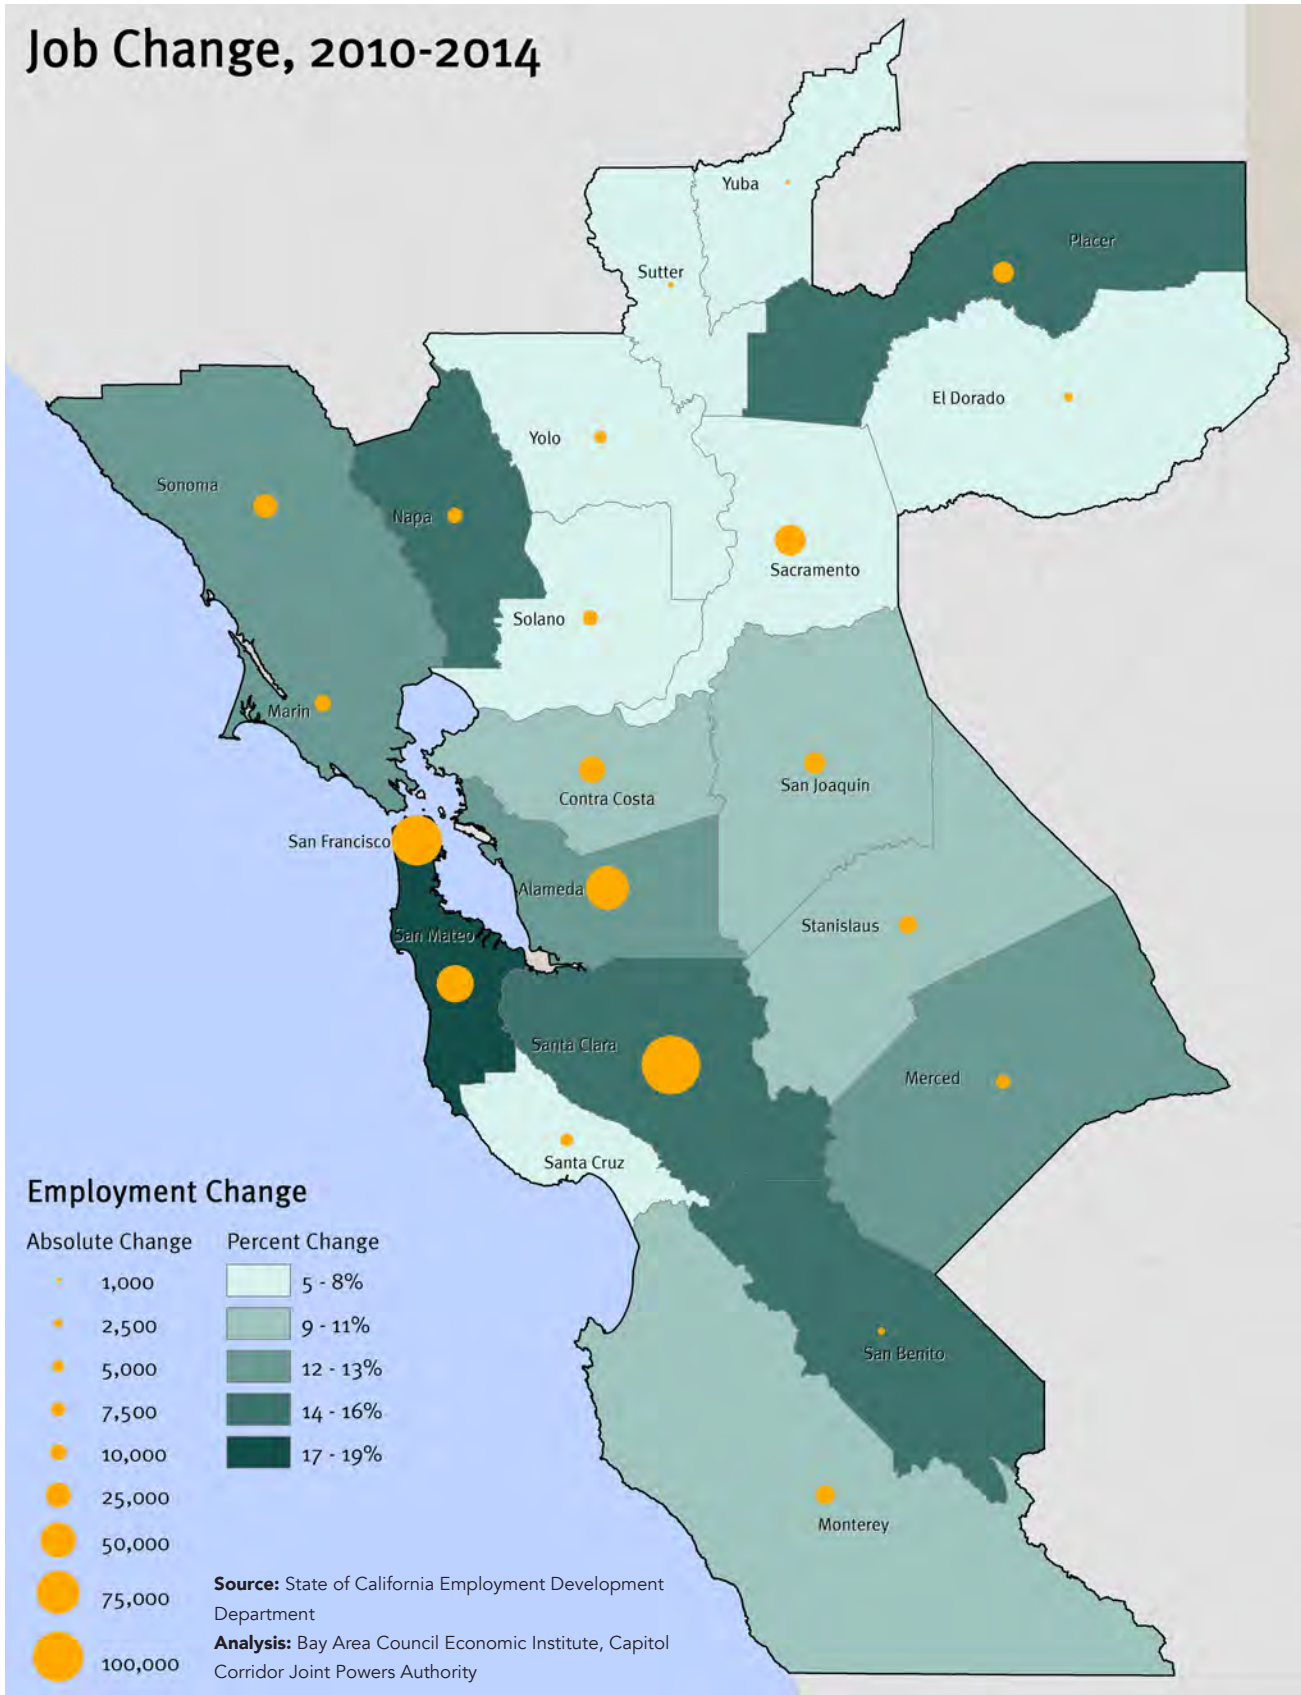 Job Change, 2010-2014
Yuba
Placer
Sutter
El Dorado
Yolo
Sonoma
Napa
Sacramento
Solano
Marin
San Joaquin
Contra Costa
San Francisco
Alameda
Stanislaus
San Mateo
Santa Clara
Merced
Santa Cruz
San Benito
Monterey
Employment Change
Absolute Change
1,000
2,500
5,000
7,500
10,000
25,000
50,000
75,000
100,000
Percent Change
5 - 8%
9 - 11%
12 - 13%
14 - 16%
17 - 19%
Source: State of California Employment Development
Department
Analysis: Bay Area Council Economic Institute, Capitol
Corridor Joint Powers Authority